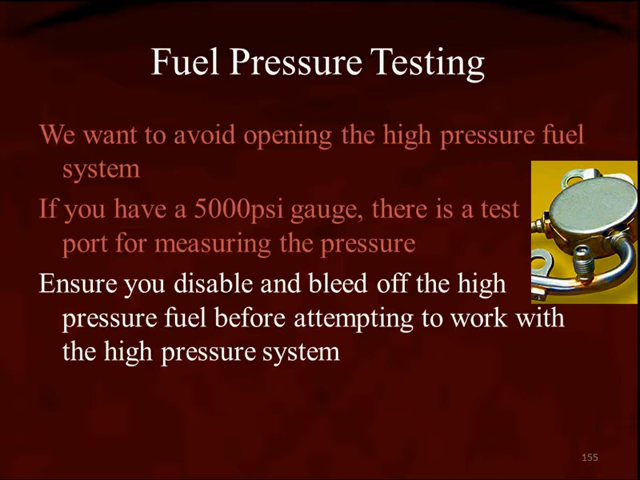 Fuel Pressure Testing
We want to avoid opening the high pressure fuel
system
If you have a 5000psi gauge, there is a test
port for measuring the pressure
Ensure you disable and bleed off the high
pressure fuel before attempting to work with
the high pressure system
155